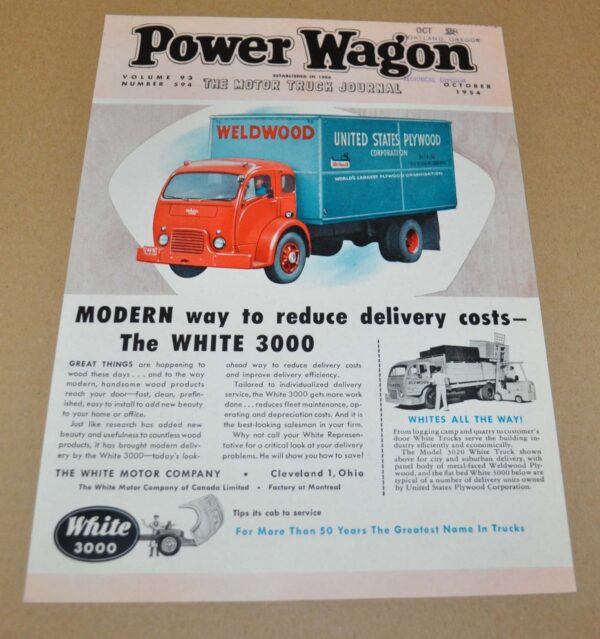 Power Wagon
OCT 28
PORTLAND, OREGON
VOLUME 93
NUMBER 594
ESTABLISHED IN 1906
THE MOTOR TRUCK JOURNAL
OCTOBER
1954
WELDWOOD
UNITED STATES PLYWOOD
CORPORATION
WORLD'S LARGEST PLYWOOD ORGANIZATION
MODERN way to reduce delivery costs—
The WHITE 3000
GREAT THINGS are happening to
wood these days . . . and to the way
modern, handsome wood products
reach your door—fast, clean, prefin-
ished, easy to install to add new beauty
to your home or office.
Just like research has added new
beauty and usefulness to countless wood
products, it has brought modern deliv-
ery by the White 3000—today's look-
ahead way to reduce delivery costs
and improve delivery efficiency.
Tailored to individualized delivery
service, the White 3000 gets more work
done . . . reduces fleet maintenance, op-
erating and depreciation costs. And it is
the best-looking salesman in your firm.
Why not call your White Represen-
tative for a critical look at your delivery
problems. He will show you how to save!
PLYWOOD
WHITES ALL THE WAY!
From logging camp and quarry to customer's
door White Trucks serve the building in-
dustry efficiently and economically.
The Model 3020 White Truck shown
above for city and suburban delivery, with
panel body of metal-faced Weldwood Ply-
wood, and the flat bed White 3000 below are
typical of a number of delivery units owned
by United States Plywood Corporation.
THE WHITE MOTOR COMPANY • Cleveland 1, Ohio
The White Motor Company of Canada Limited • Factory at Montreal
White
3000
Tips its cab to service
For More Than 50 Years The Greatest Name In Trucks